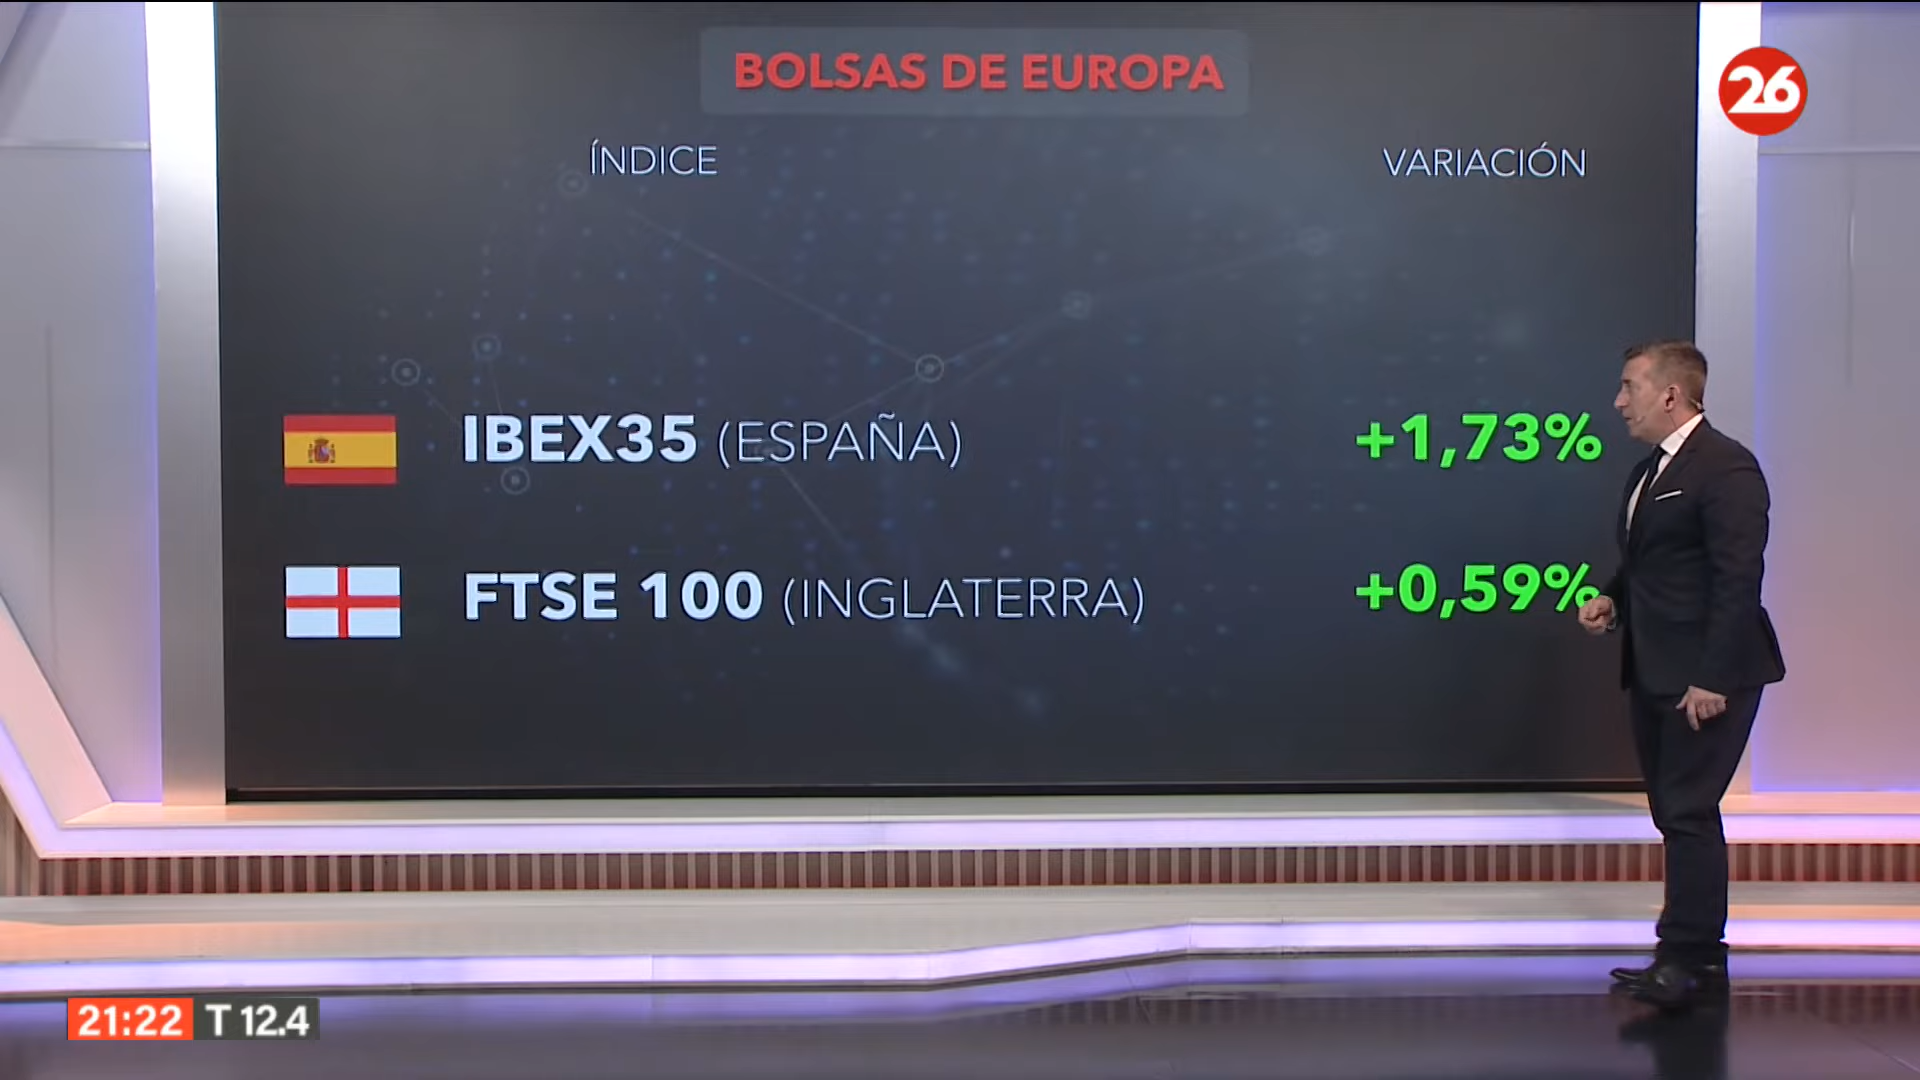 BOLSAS DE EUROPA
26
ÍNDICE VARIACIÓN
IBEX35 (ESPAÑA) +1,73%
FTSE 100 (INGLATERRA) +0,59%
21:22 T 12.4